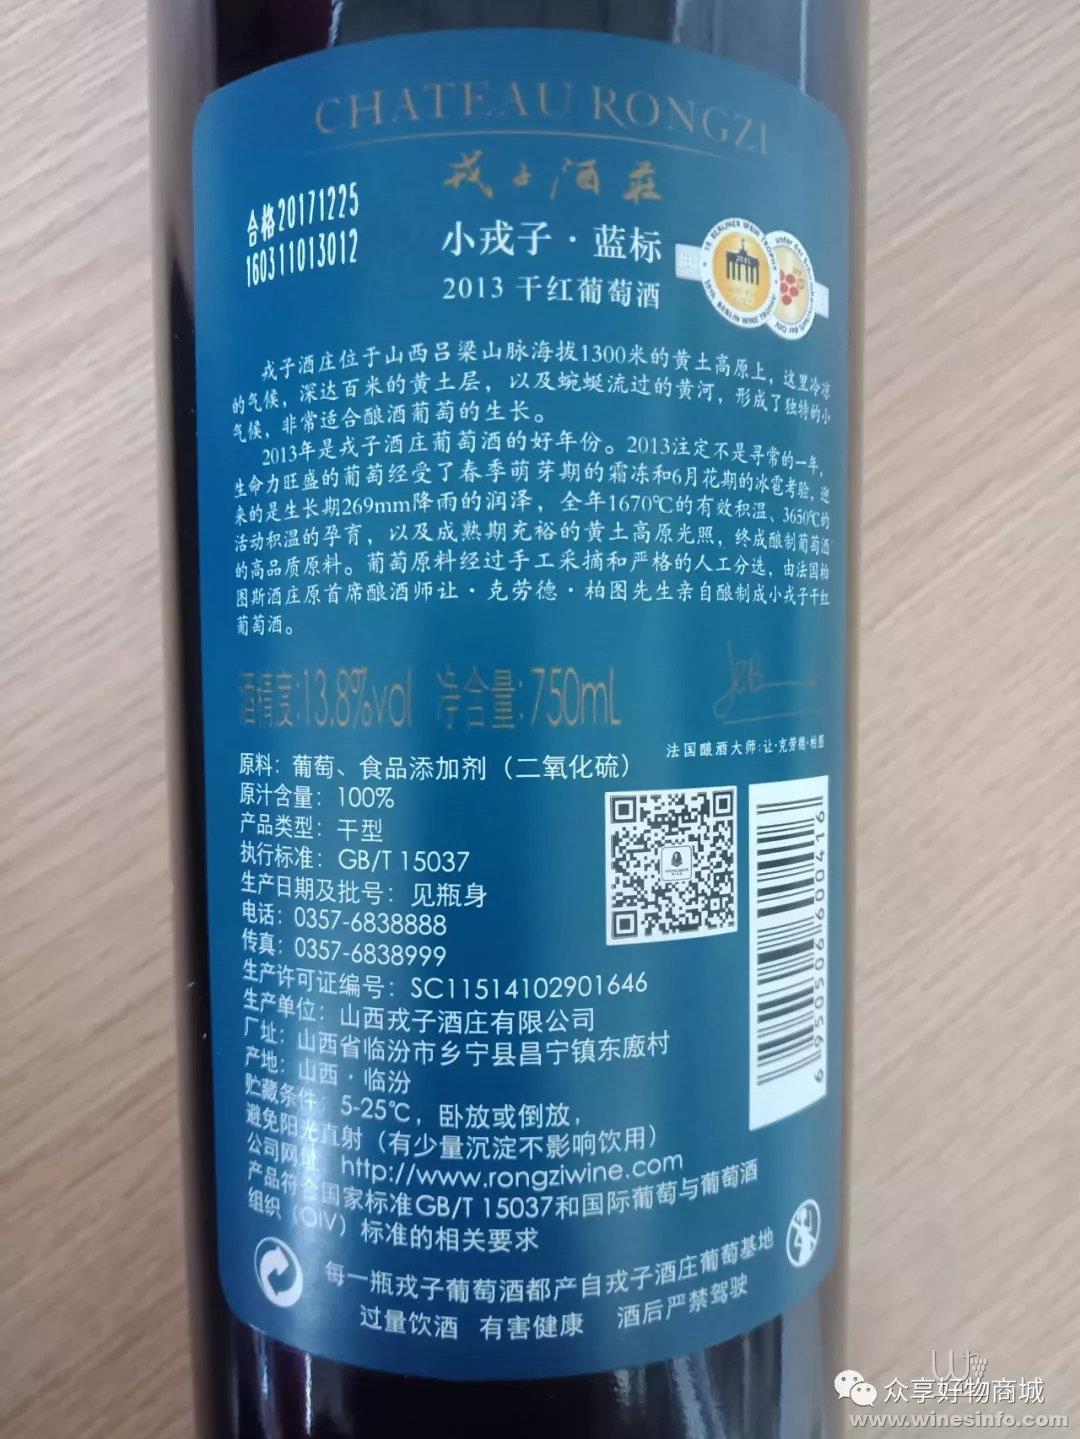 CHATEAU RONGZI
戎子酒莊
合格20171225
160311013012
小戎子·蓝标
2013 干红葡萄酒
戎子酒庄位于山西吕梁山脉海拔1300米的黄土高原上，这里冷凉
的气候，深达百米的黄土层，以及蜿蜒流过的黄河，形成了独特的小
气候，非常适合酿酒葡萄的生长。
2013年是戎子酒庄葡萄酒的好年份。2013注定不是寻常的一年，
生命力旺盛的葡萄经受了春季萌芽期的霜冻和6月花期的冰雹考验，迎
来的是生长期269mm降雨的润泽，全年1670℃的有效积温、3650℃的
活动积温的孕育，以及成熟期充裕的黄土高原光照，终成酿制葡萄酒
的高品质原料。葡萄原料经过手工采摘和严格的人工分选，由法国柏
图斯酒庄原首席酿酒师让·克劳德·柏图先生亲自酿制成小戎子干红
葡萄酒。
酒精度:13.8%vol 净含量:750mL
法国酿酒大师:让·克劳德·柏图
原料：葡萄、食品添加剂（二氧化硫）
原汁含量：100%
产品类型：干型
执行标准：GB/T 15037
生产日期及批号：见瓶身
电话：0357-6838888
传真：0357-6838999
生产许可证编号：SC11514102901646
生产单位：山西戎子酒庄有限公司
厂址：山西省临汾市乡宁县昌宁镇东廒村
产地：山西·临汾
贮藏条件：5-25℃，卧放或倒放，
避免阳光直射（有少量沉淀不影响饮用）
公司网址：http://www.rongziwine.com
产品符合国家标准GB/T 15037和国际葡萄与葡萄酒
组织（OIV）标准的相关要求
6950506600416
每一瓶戎子葡萄酒都产自戎子酒庄葡萄基地
过量饮酒 有害健康 酒后严禁驾驶
众享好物商城
www.winesinfo.com